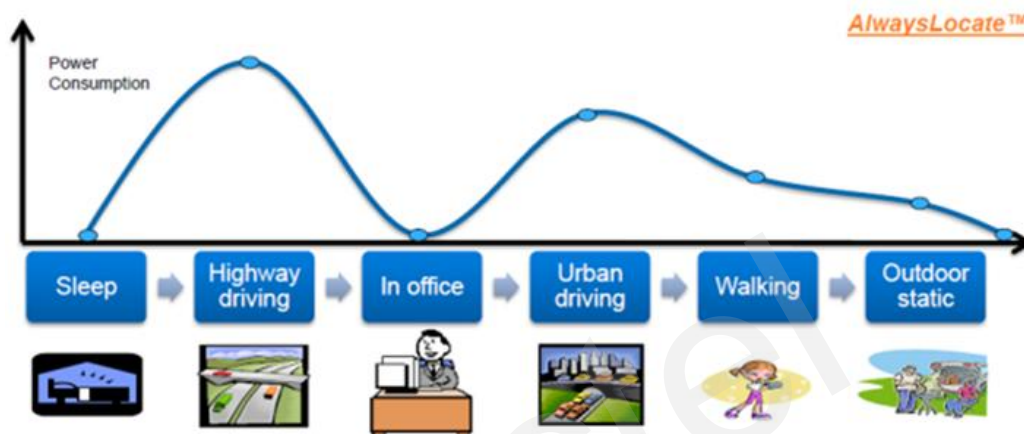 AlwaysLocate™
Power
Consumption
Sleep
Highway
driving
In office
Urban
driving
Walking
Outdoor
static